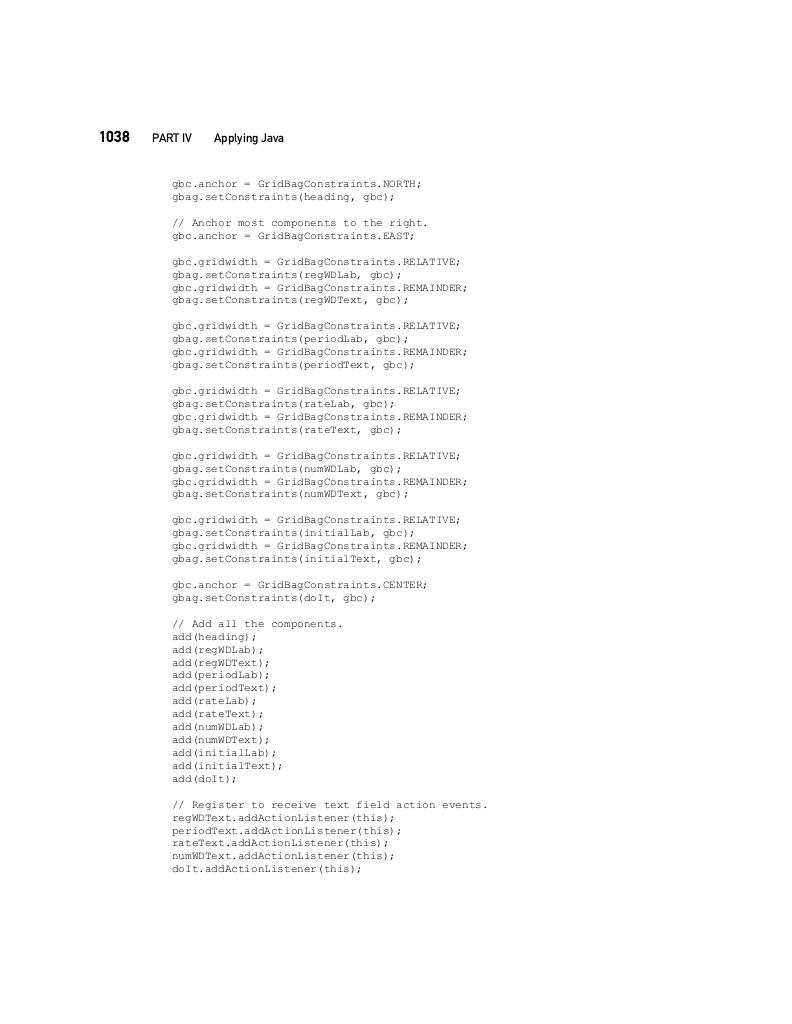 1038 PART IV Applying Java
gbc.anchor = GridBagConstraints.NORTH;
gbag.setConstraints(heading, gbc);
// Anchor most components to the right.
gbc.anchor = GridBagConstraints.EAST;
gbc.gridwidth = GridBagConstraints.RELATIVE;
gbag.setConstraints(regWDLab, gbc);
gbc.gridwidth = GridBagConstraints.REMAINDER;
gbag.setConstraints(regWDText, gbc);
gbc.gridwidth = GridBagConstraints.RELATIVE;
gbag.setConstraints(periodLab, gbc);
gbc.gridwidth = GridBagConstraints.REMAINDER;
gbag.setConstraints(periodText, gbc);
gbc.gridwidth = GridBagConstraints.RELATIVE;
gbag.setConstraints(rateLab, gbc);
gbc.gridwidth = GridBagConstraints.REMAINDER;
gbag.setConstraints(rateText, gbc);
gbc.gridwidth = GridBagConstraints.RELATIVE;
gbag.setConstraints(numWDLab, gbc);
gbc.gridwidth = GridBagConstraints.REMAINDER;
gbag.setConstraints(numWDText, gbc);
gbc.gridwidth = GridBagConstraints.RELATIVE;
gbag.setConstraints(initialLab, gbc);
gbc.gridwidth = GridBagConstraints.REMAINDER;
gbag.setConstraints(initialText, gbc);
gbc.anchor = GridBagConstraints.CENTER;
gbag.setConstraints(doIt, gbc);
// Add all the components.
add(heading);
add(regWDLab);
add(regWDText);
add(periodLab);
add(periodText);
add(rateLab);
add(rateText);
add(numWDLab);
add(numWDText);
add(initialLab);
add(initialText);
add(doIt);
// Register to receive text field action events.
regWDText.addActionListener(this);
periodText.addActionListener(this);
rateText.addActionListener(this);
numWDText.addActionListener(this);
doIt.addActionListener(this);